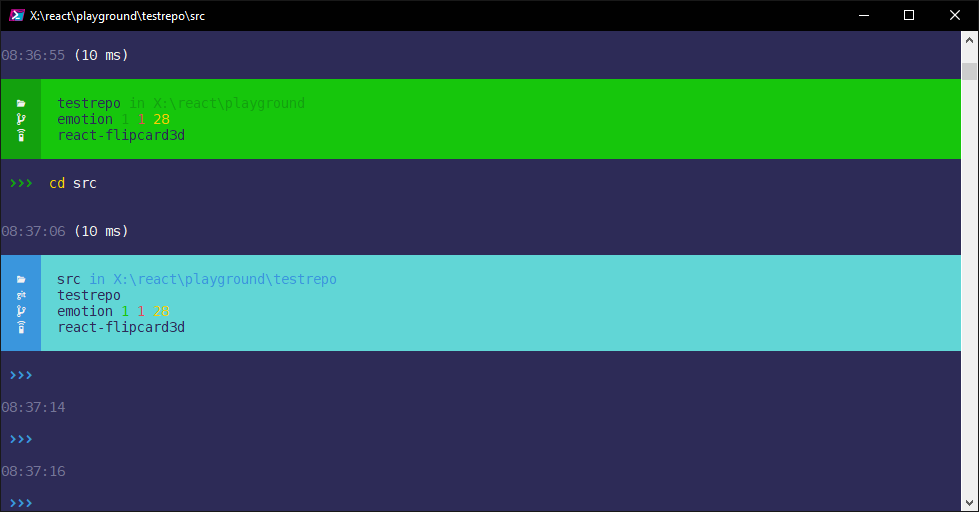 X:\react\playground\testrepo\src
08:36:55 (10 ms)
testrepo in X:\react\playground
emotion 1 1 28
react-flipcard3d
>>> cd src
08:37:06 (10 ms)
src in X:\react\playground\testrepo
git testrepo
emotion 1 1 28
react-flipcard3d
>>>
08:37:14
>>>
08:37:16
>>>